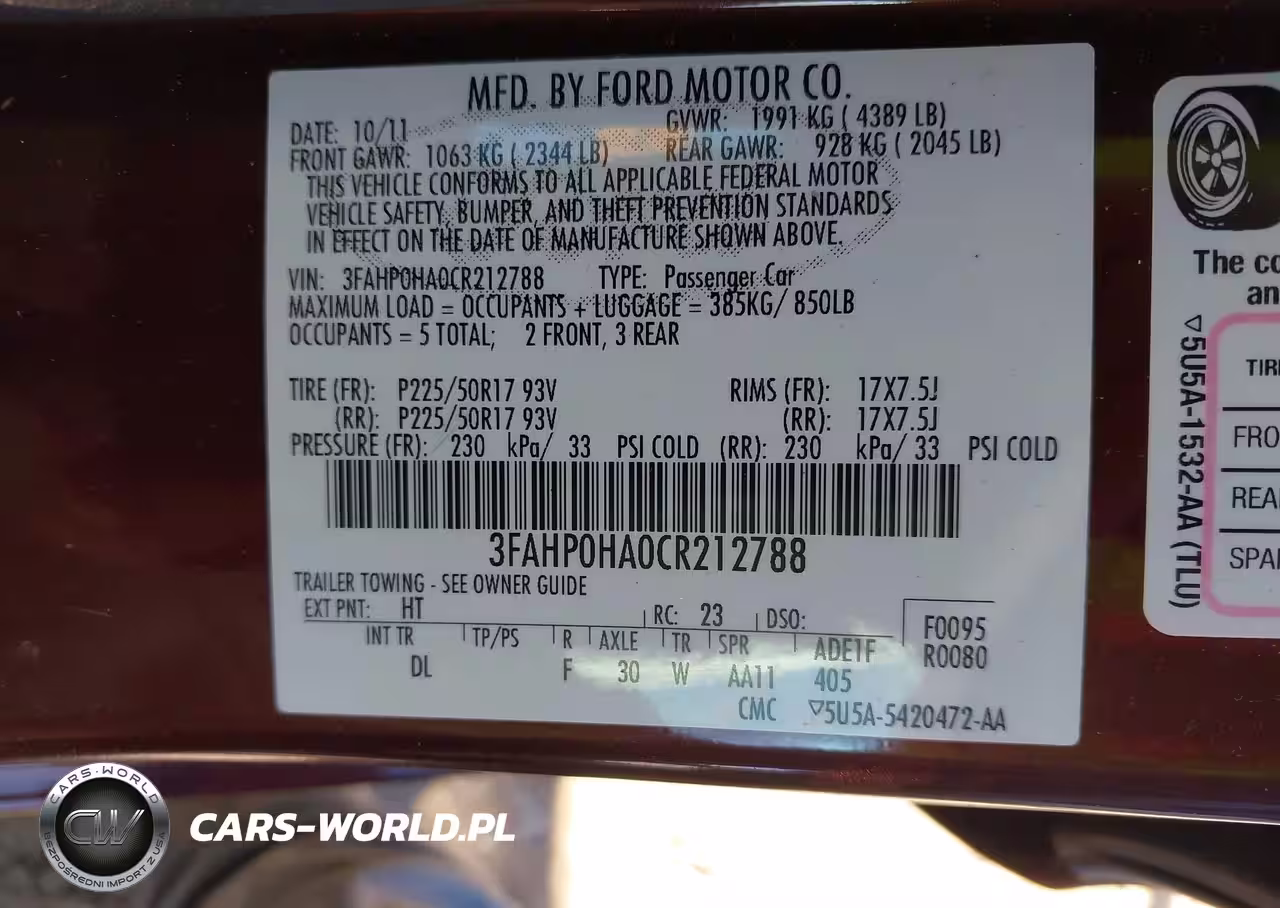 MFD. BY FORD MOTOR CO.
DATE: 10/11 GVWR: 1991 KG ( 4389 LB)
FRONT GAWR: 1063 KG ( 2344 LB) REAR GAWR: 928 KG ( 2045 LB)
THIS VEHICLE CONFORMS TO ALL APPLICABLE FEDERAL MOTOR
VEHICLE SAFETY, BUMPER, AND THEFT PREVENTION STANDARDS
IN EFFECT ON THE DATE OF MANUFACTURE SHOWN ABOVE.
VIN: 3FAHP0HA0CR212788 TYPE: Passenger Car
MAXIMUM LOAD = OCCUPANTS + LUGGAGE = 385KG/ 850LB
OCCUPANTS = 5 TOTAL; 2 FRONT, 3 REAR
TIRE (FR): P225/50R17 93V RIMS (FR): 17X7.5J
(RR): P225/50R17 93V (RR): 17X7.5J
PRESSURE (FR): 230 kPa/ 33 PSI COLD (RR): 230 kPa/ 33 PSI COLD
3FAHP0HA0CR212788
TRAILER TOWING - SEE OWNER GUIDE
EXT PNT: HT RC: 23 DSO: F0095
R0080
INT TR TP/PS R AXLE TR SPR ADE1F
DL F 30 W AA11 405
CMC ▽5U5A-5420472-AA
The co
an
▽5U5A-1532-AA (TLU)
TIR
FRO
REA
SPA
CARS-WORLD
CW
BEZPOŚREDNI IMPORT Z USA
CARS-WORLD.PL